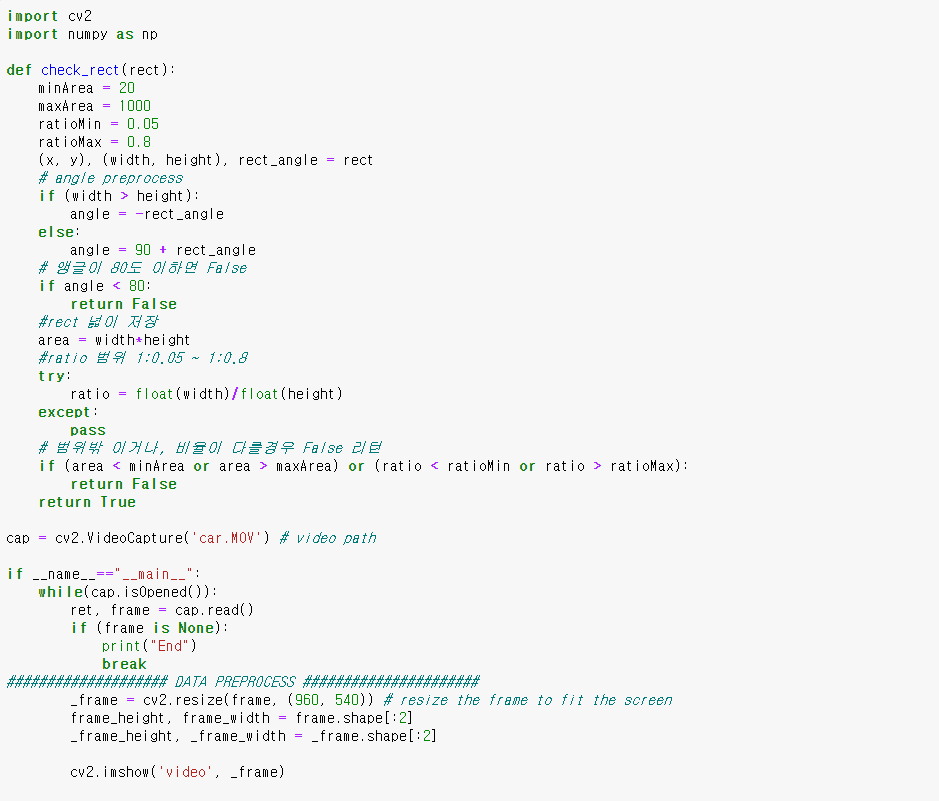 import cv2
import numpy as np
def check_rect(rect):
    minArea = 20
    maxArea = 1000
    ratioMin = 0.05
    ratioMax = 0.8
    (x, y), (width, height), rect_angle = rect
    # angle preprocess
    if (width > height):
        angle = -rect_angle
    else:
        angle = 90 + rect_angle
    # 앵글이 80도 이하면 False
    if angle < 80:
        return False
    #rect 넓이 저장
    area = width*height
    #ratio 범위 1:0.05 ~ 1:0.8
    try:
        ratio = float(width)/float(height)
    except:
        pass
    # 범위밖 이거나, 비율이 다를경우 False 리턴
    if (area < minArea or area > maxArea) or (ratio < ratioMin or ratio > ratioMax):
        return False
    return True
cap = cv2.VideoCapture('car.MOV') # video path
if __name__=="__main__":
    while(cap.isOpened()):
        ret, frame = cap.read()
        if (frame is None):
            print("End")
            break
#################### DATA PREPROCESS ######################
        _frame = cv2.resize(frame, (960, 540)) # resize the frame to fit the screen
        frame_height, frame_width = frame.shape[:2]
        _frame_height, _frame_width = _frame.shape[:2]
        cv2.imshow('video', _frame)